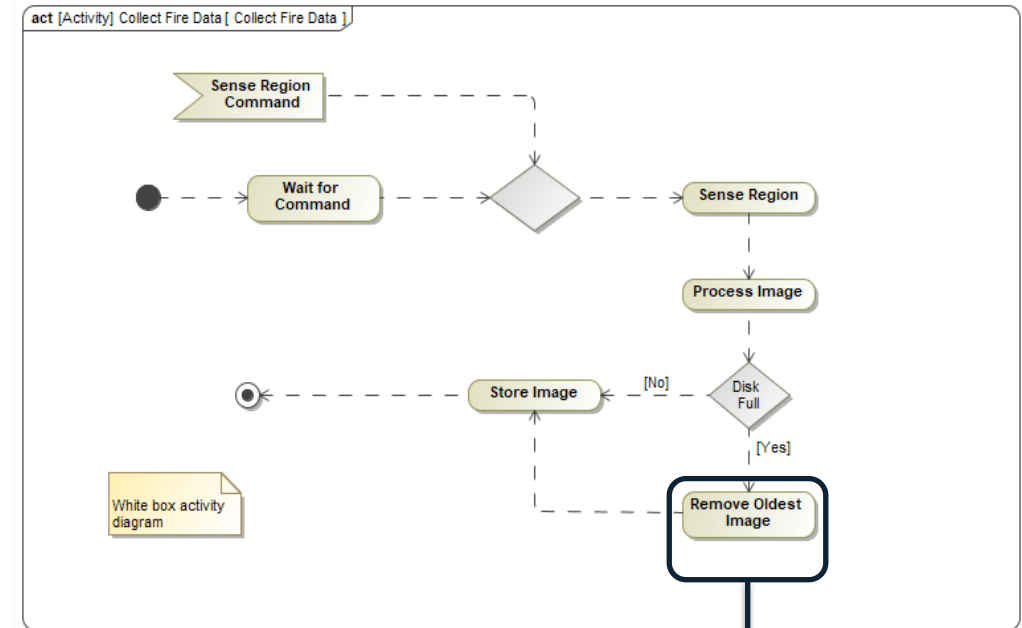 act [Activity] Collect Fire Data [ Collect Fire Data ]
Sense Region
Command
Wait for
Command
Sense Region
Process Image
Disk
Full
[No]
Store Image
[Yes]
Remove Oldest
Image
White box activity
diagram